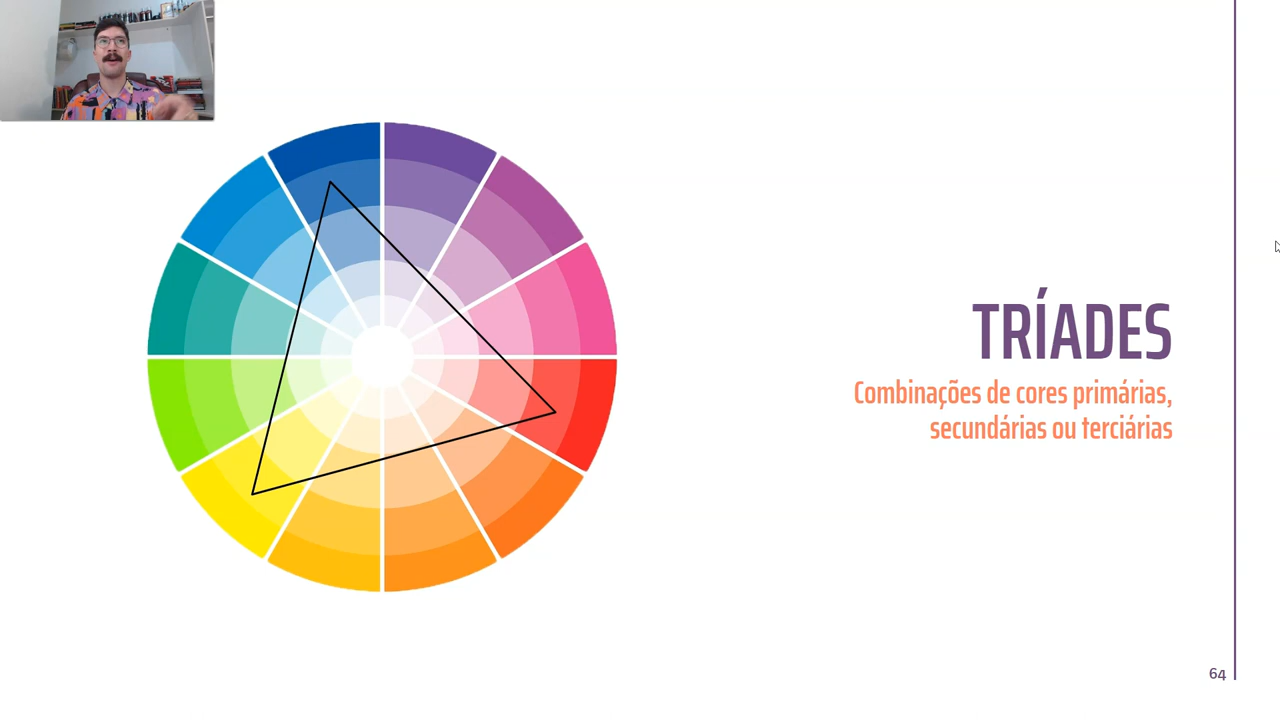 TRÍADES
Combinações de cores primárias,
secundárias ou terciárias
64